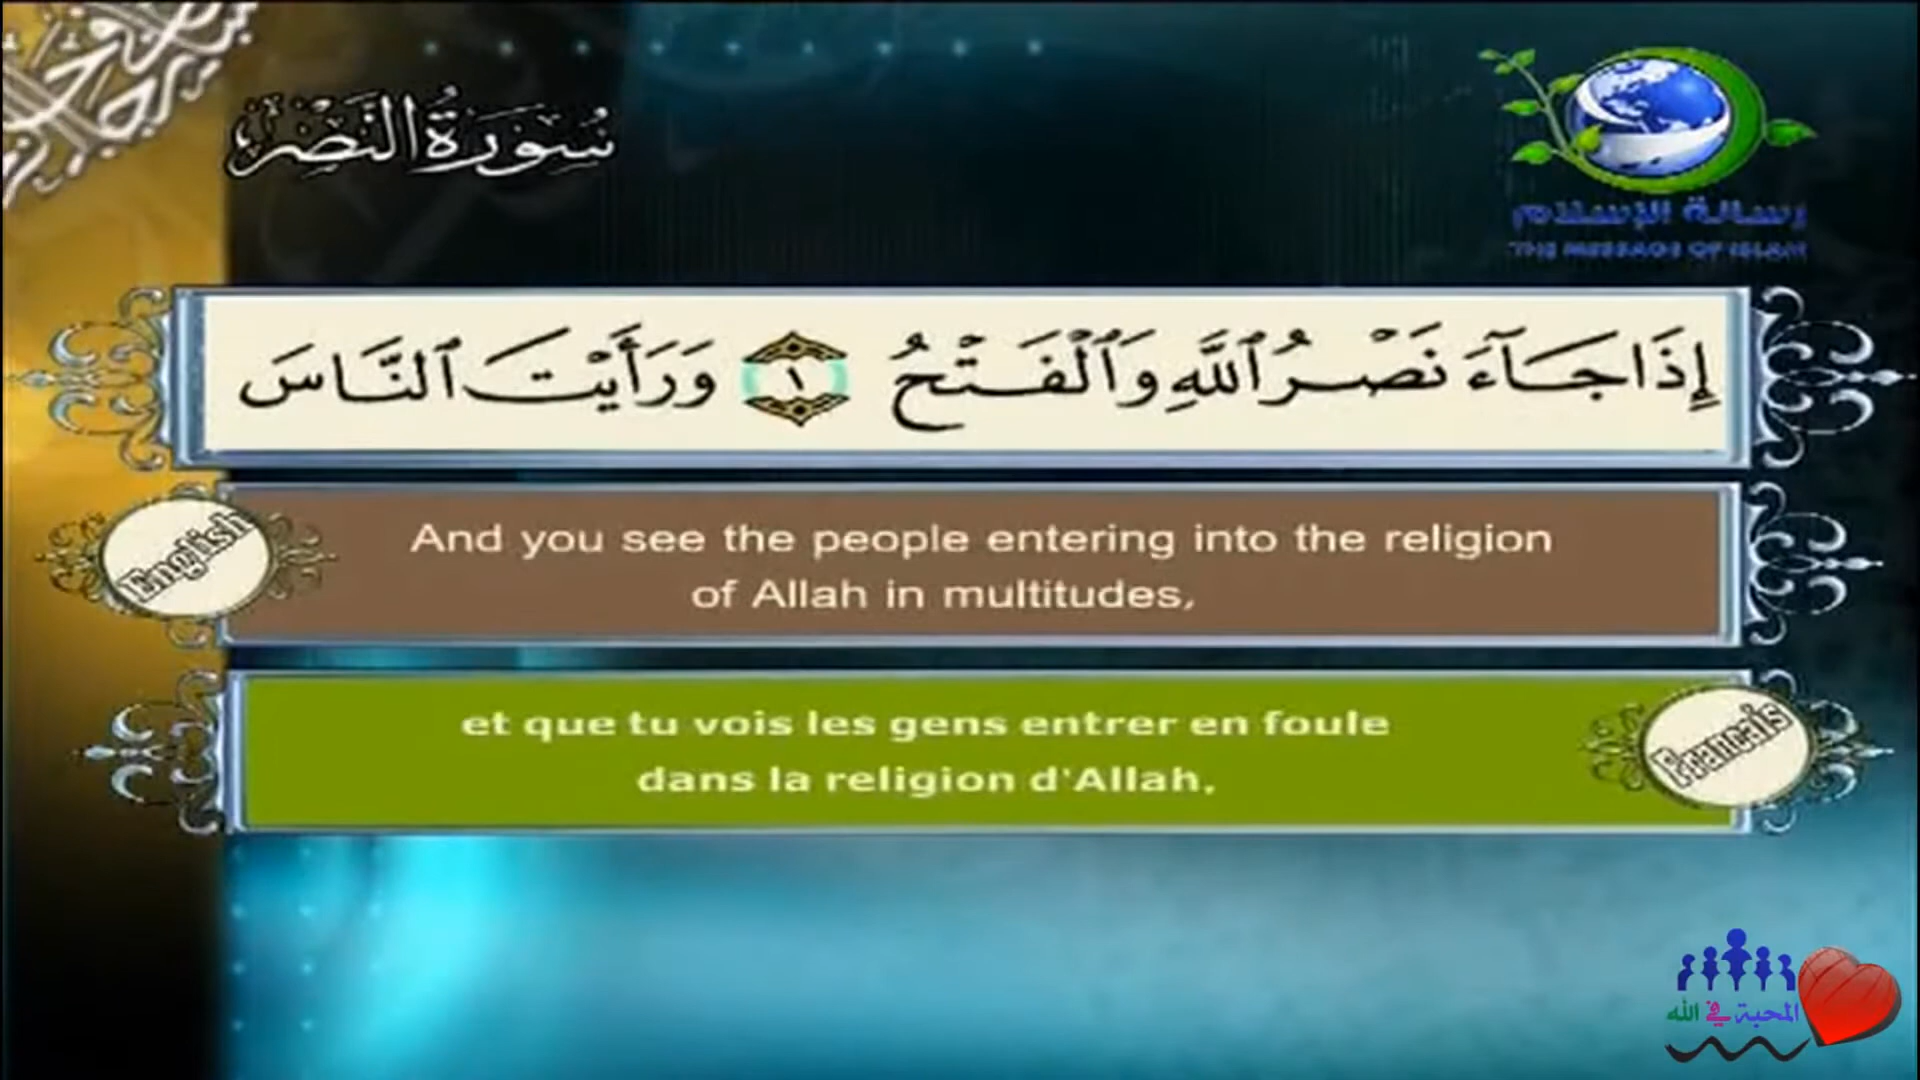 سُورَةُ النَّصْرِ
رسالة الإسلام
THE MESSAGE OF ISLAM
إِذَا جَآءَ نَصْرُ ٱللَّهِ وَٱلْفَتْحُ ١ وَرَأَيْتَ ٱلنَّاسَ
English
And you see the people entering into the religion
of Allah in multitudes,
et que tu vois les gens entrer en foule
dans la religion d'Allah,
Francais
المحبة في الله